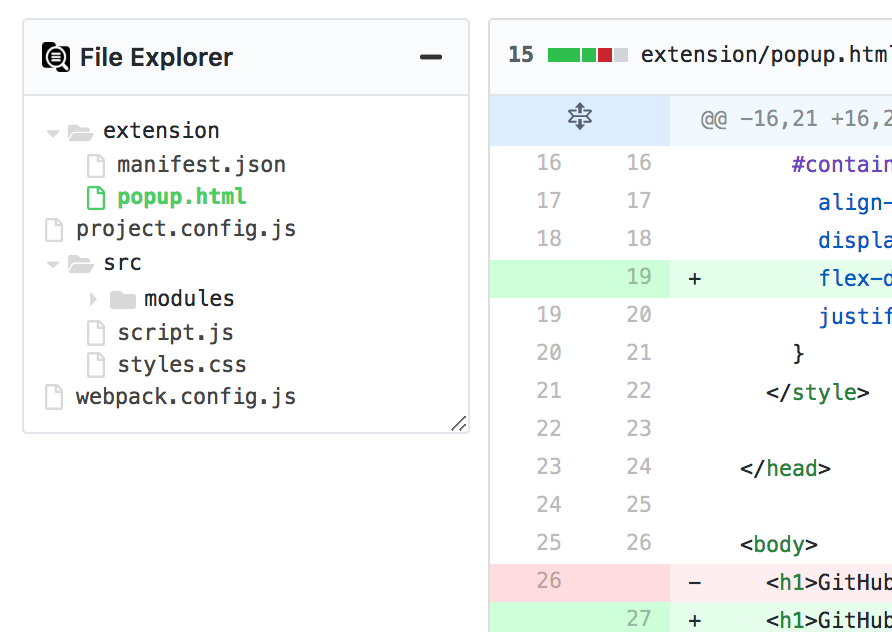 File Explorer
extension
manifest.json
popup.html
project.config.js
src
modules
script.js
styles.css
webpack.config.js
15 extension/popup.html
@@ -16,21 +16,2
16 16 #contain
17 17 align-
18 18 displa
19 + flex-d
19 20 justif
20 21 }
21 22 </style>
22 23
23 24 </head>
24 25
25 26 <body>
26 - <h1>GitHub
27 + <h1>GitHub